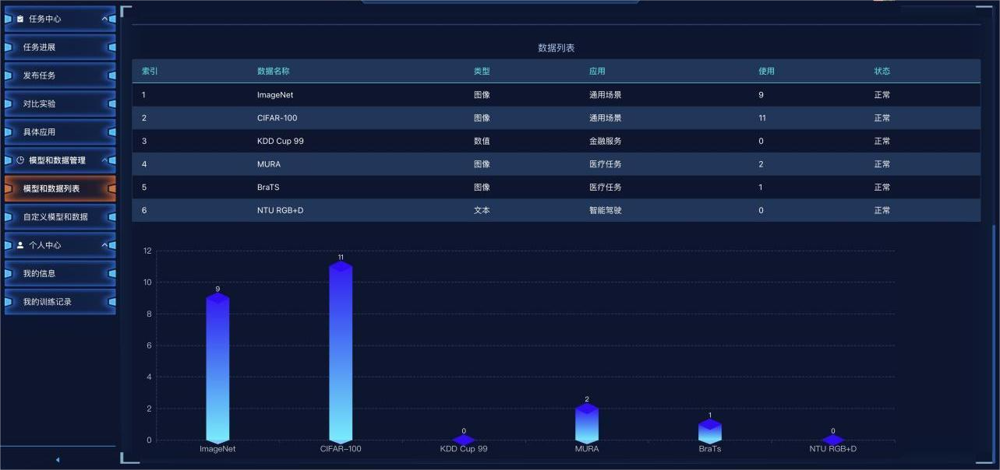 任务中心
任务进展
发布任务
对比实验
具体应用
模型和数据管理
模型和数据列表
自定义模型和数据
个人中心
我的信息
我的训练记录
数据列表
索引 数据名称 类型 应用 使用 状态
1 ImageNet 图像 通用场景 9 正常
2 CIFAR-100 图像 通用场景 11 正常
3 KDD Cup 99 数值 金融服务 0 正常
4 MURA 图像 医疗任务 2 正常
5 BraTS 图像 医疗任务 1 正常
6 NTU RGB+D 文本 智能驾驶 0 正常
12
10
8
6
4
2
0
9 11 0 2 1 0
ImageNet CIFAR-100 KDD Cup 99 MURA BraTs NTU RGB+D